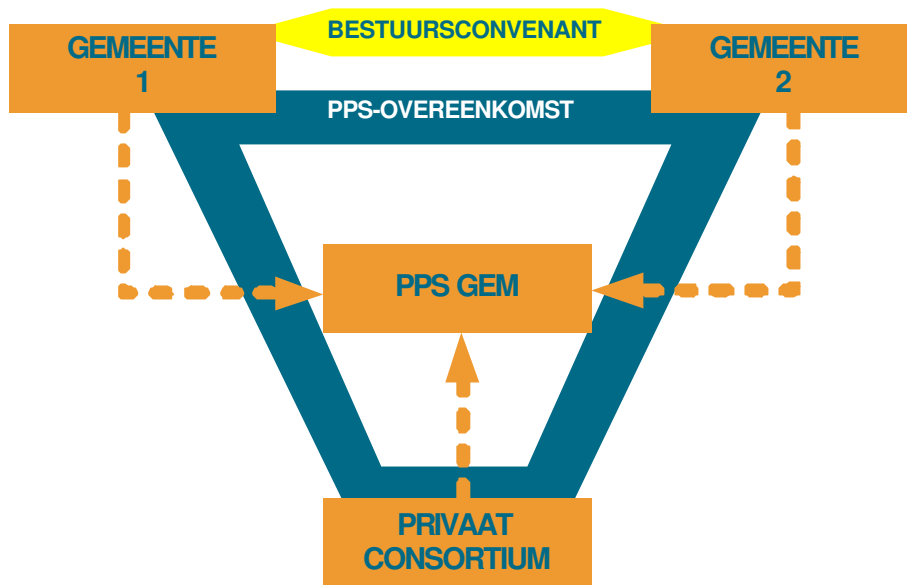 BESTUURSCONVENANT
GEMEENTE
1
GEMEENTE
2
PPS-OVEREENKOMST
PPS GEM
PRIVAAT
CONSORTIUM